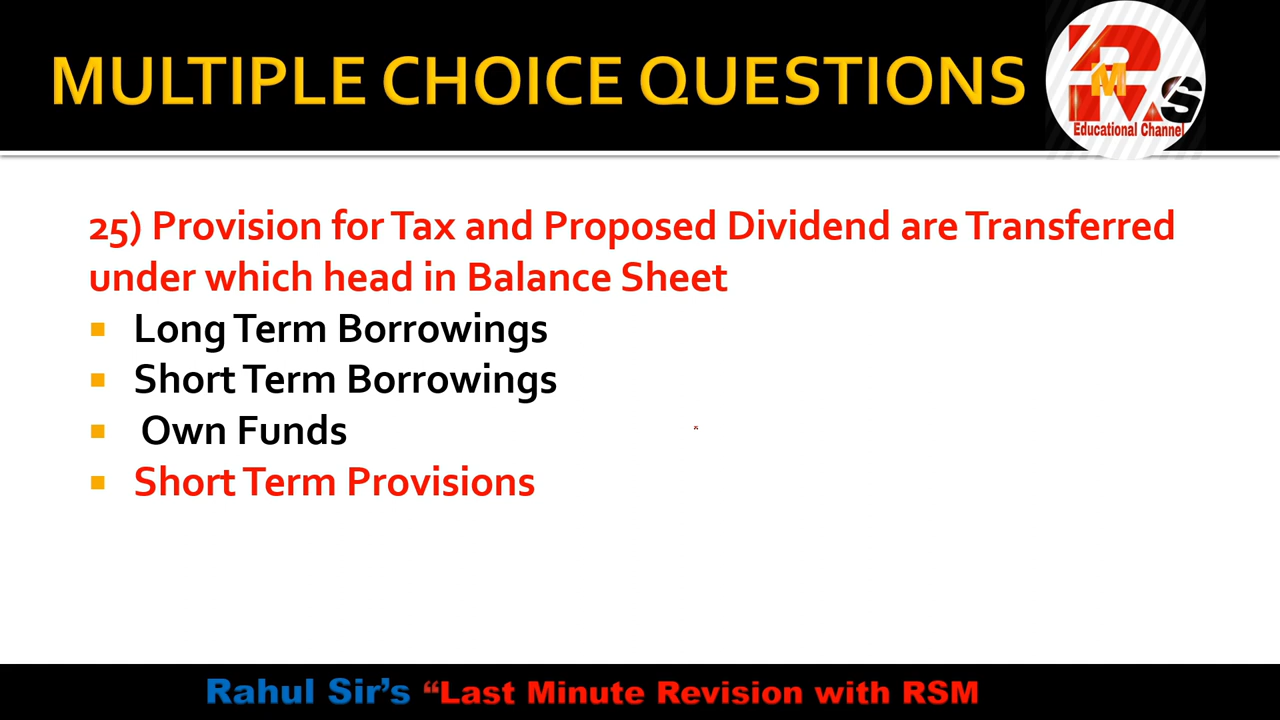 MULTIPLE CHOICE QUESTIONS
RMS
Educational Channel
25) Provision for Tax and Proposed Dividend are Transferred
under which head in Balance Sheet
Long Term Borrowings
Short Term Borrowings
Own Funds
Short Term Provisions
Rahul Sir's “Last Minute Revision with RSM